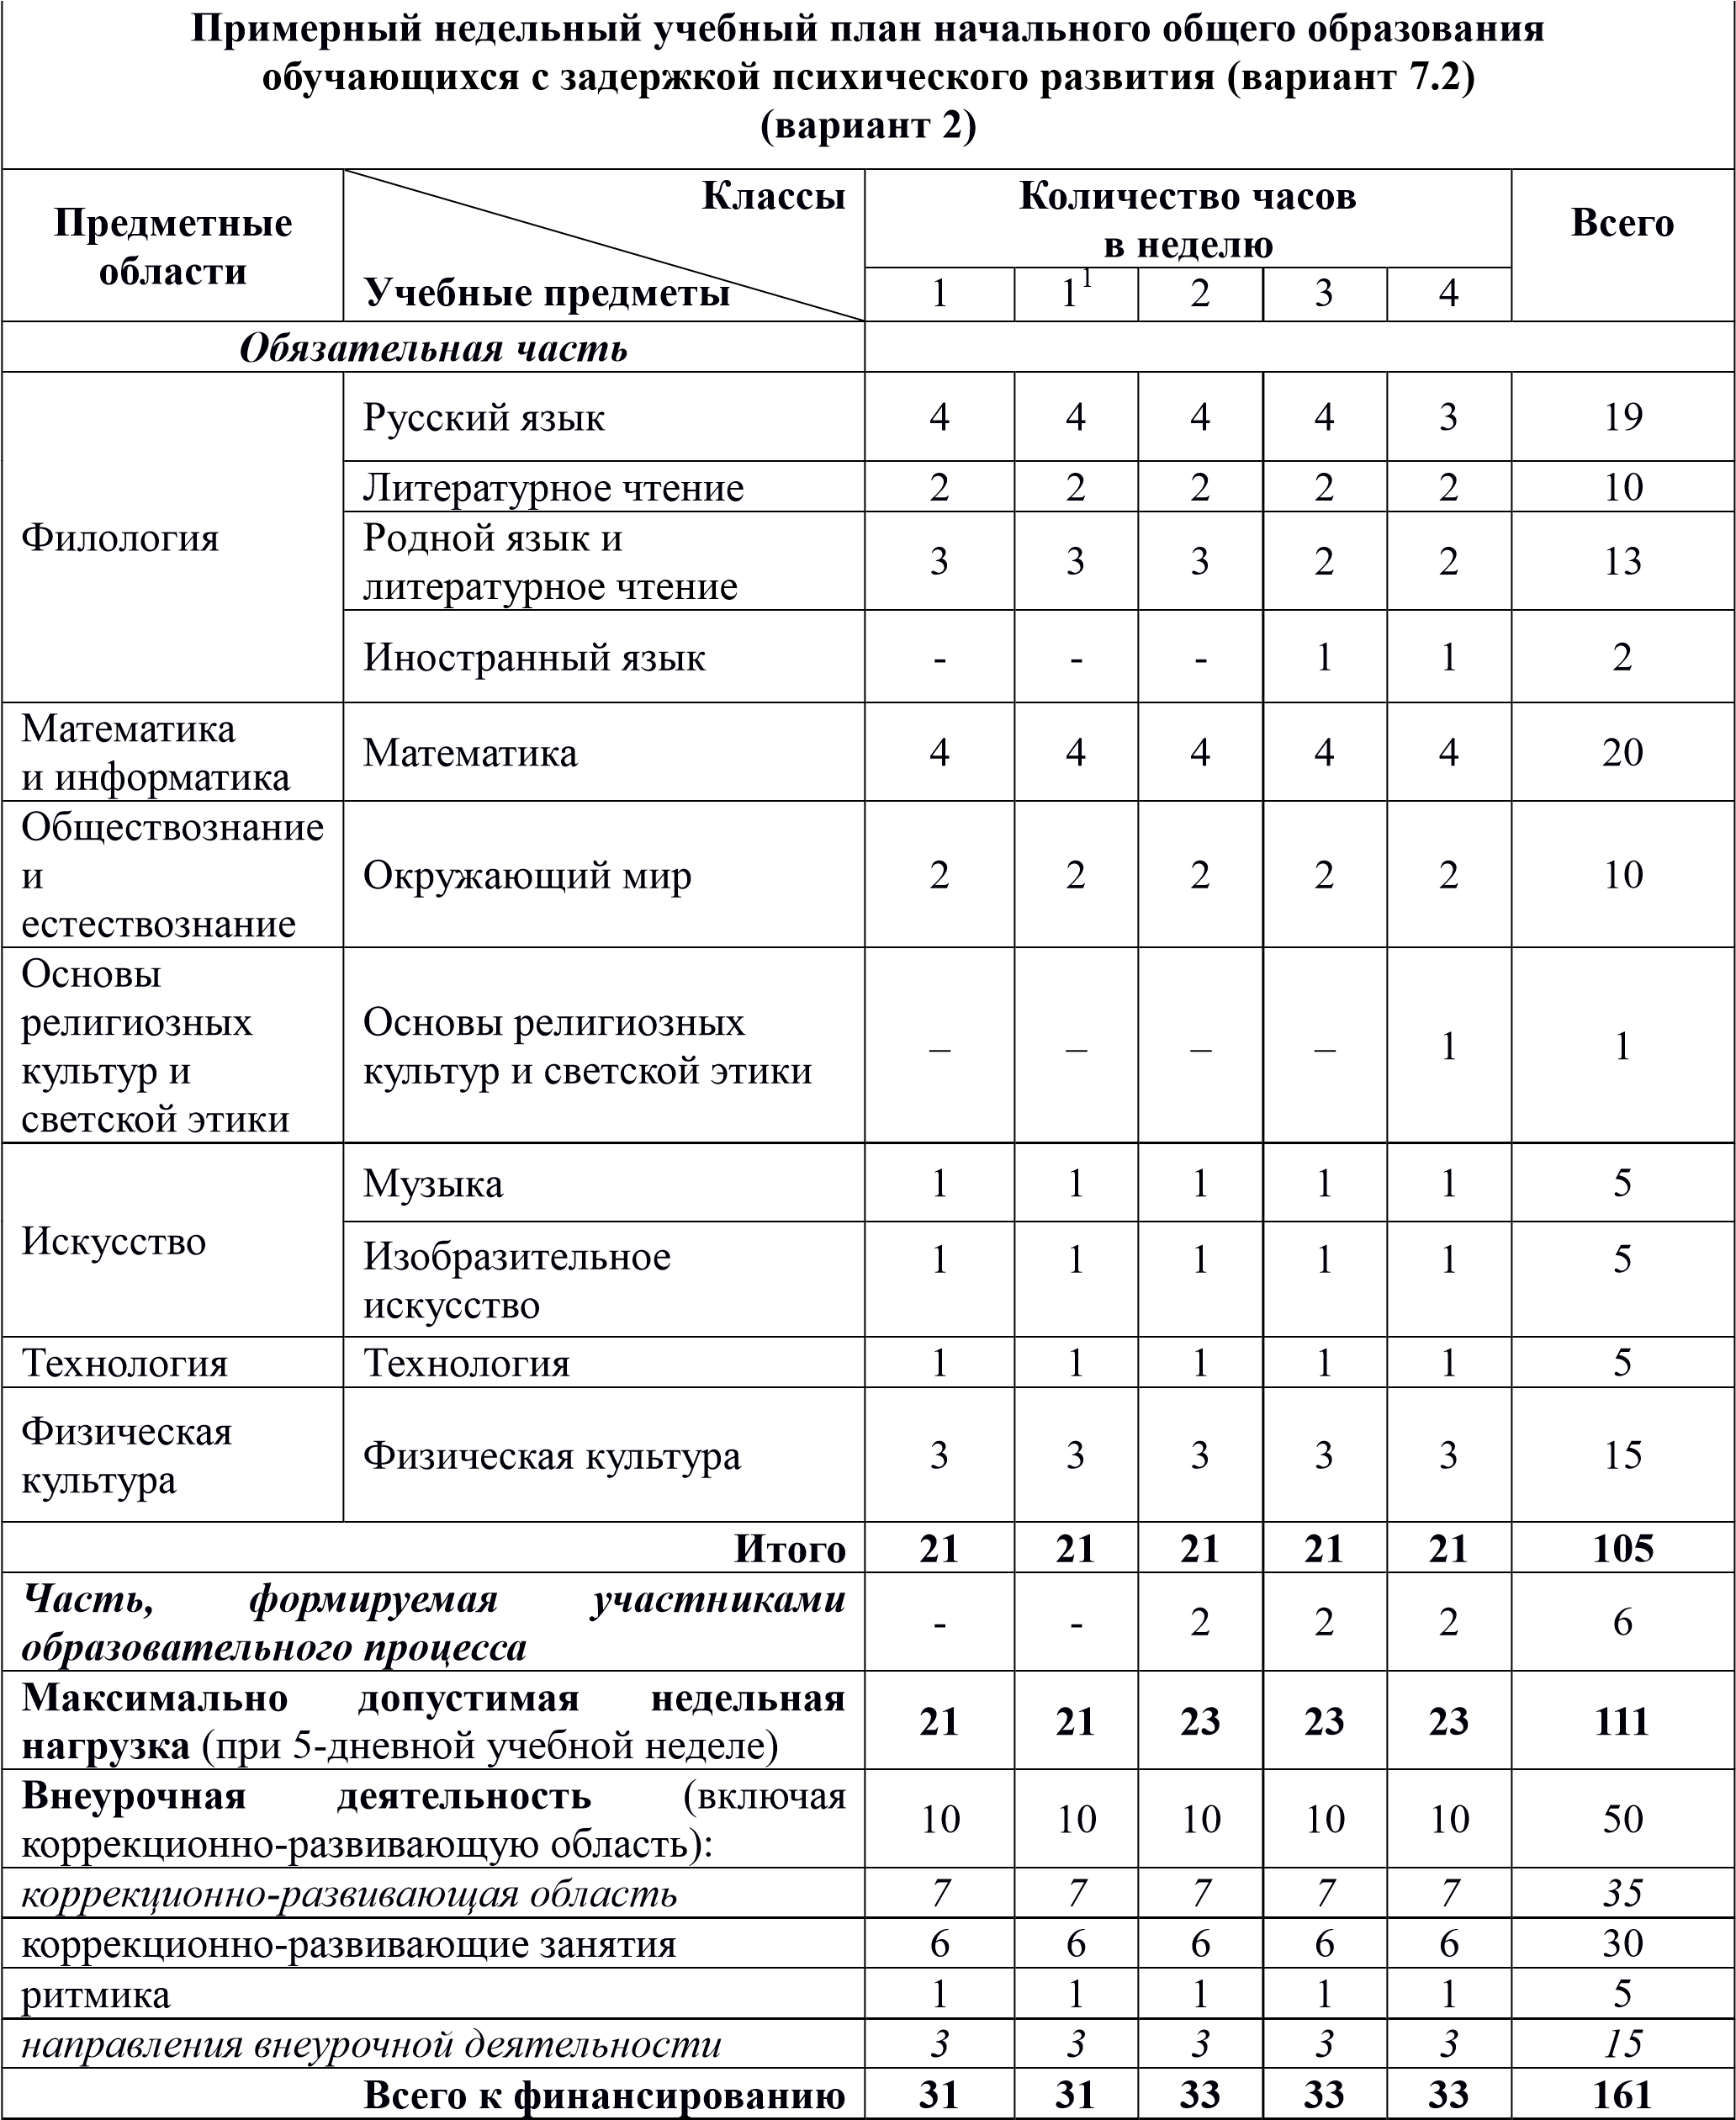 Примерный недельный учебный план начального общего образования
обучающихся с задержкой психического развития (вариант 7.2)
(вариант 2)
Предметные
области
Классы
Учебные предметы
Количество часов
в неделю
Всего
1 1¹ 2 3 4
Обязательная часть
Филология
Русский язык 4 4 4 4 3 19
Литературное чтение 2 2 2 2 2 10
Родной язык и
литературное чтение
3 3 3 2 2 13
Иностранный язык - - - 1 1 2
Математика
и информатика
Математика 4 4 4 4 4 20
Обществознание
и
естествознание
Окружающий мир 2 2 2 2 2 10
Основы
религиозных
культур и
светской этики
Основы религиозных
культур и светской этики
– – – – 1 1
Искусство
Музыка 1 1 1 1 1 5
Изобразительное
искусство
1 1 1 1 1 5
Технология Технология 1 1 1 1 1 5
Физическая
культура
Физическая культура 3 3 3 3 3 15
Итого 21 21 21 21 21 105
Часть, формируемая участниками
образовательного процесса
- - 2 2 2 6
Максимально допустимая недельная
нагрузка (при 5-дневной учебной неделе)
21 21 23 23 23 111
Внеурочная деятельность (включая
коррекционно-развивающую область):
10 10 10 10 10 50
коррекционно-развивающая область 7 7 7 7 7 35
коррекционно-развивающие занятия 6 6 6 6 6 30
ритмика 1 1 1 1 1 5
направления внеурочной деятельности 3 3 3 3 3 15
Всего к финансированию 31 31 33 33 33 161